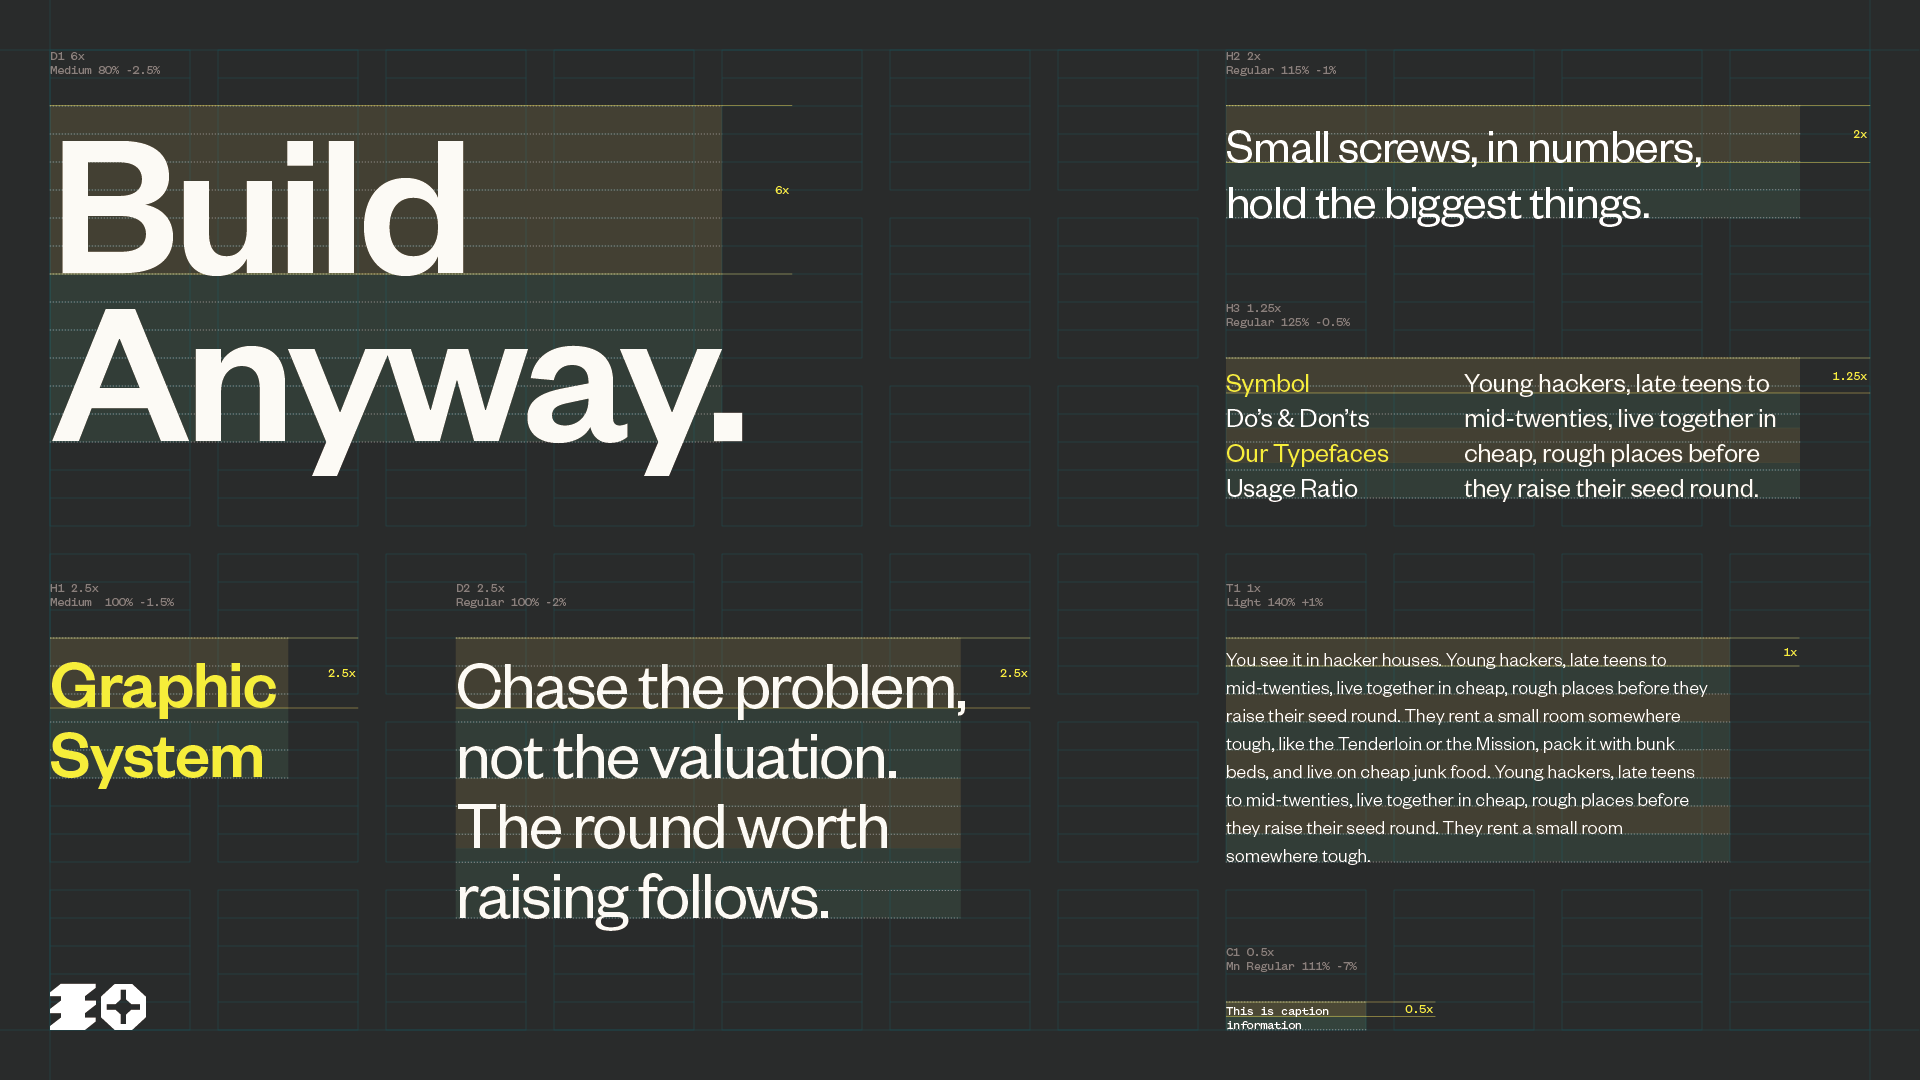 D1 6x
Medium 80% -2.5%
6x
Build
Anyway.
H2 2x
Regular 115% -1%
2x
Small screws, in numbers,
hold the biggest things.
H3 1.25x
Regular 125% -0.5%
1.25x
Symbol
Do’s & Don’ts
Our Typefaces
Usage Ratio
Young hackers, late teens to
mid-twenties, live together in
cheap, rough places before
they raise their seed round.
H1 2.5x
Medium  100% -1.5%
2.5x
Graphic
System
D2 2.5x
Regular 100% -2%
2.5x
Chase the problem,
not the valuation.
The round worth
raising follows.
T1 1x
Light 140% +1%
1x
You see it in hacker houses. Young hackers, late teens to
mid-twenties, live together in cheap, rough places before they
raise their seed round. They rent a small room somewhere
tough, like the Tenderloin or the Mission, pack it with bunk
beds, and live on cheap junk food. Young hackers, late teens
to mid-twenties, live together in cheap, rough places before
they raise their seed round. They rent a small room
somewhere tough.
C1 0.5x
Mn Regular 111% -7%
0.5x
This is caption
information